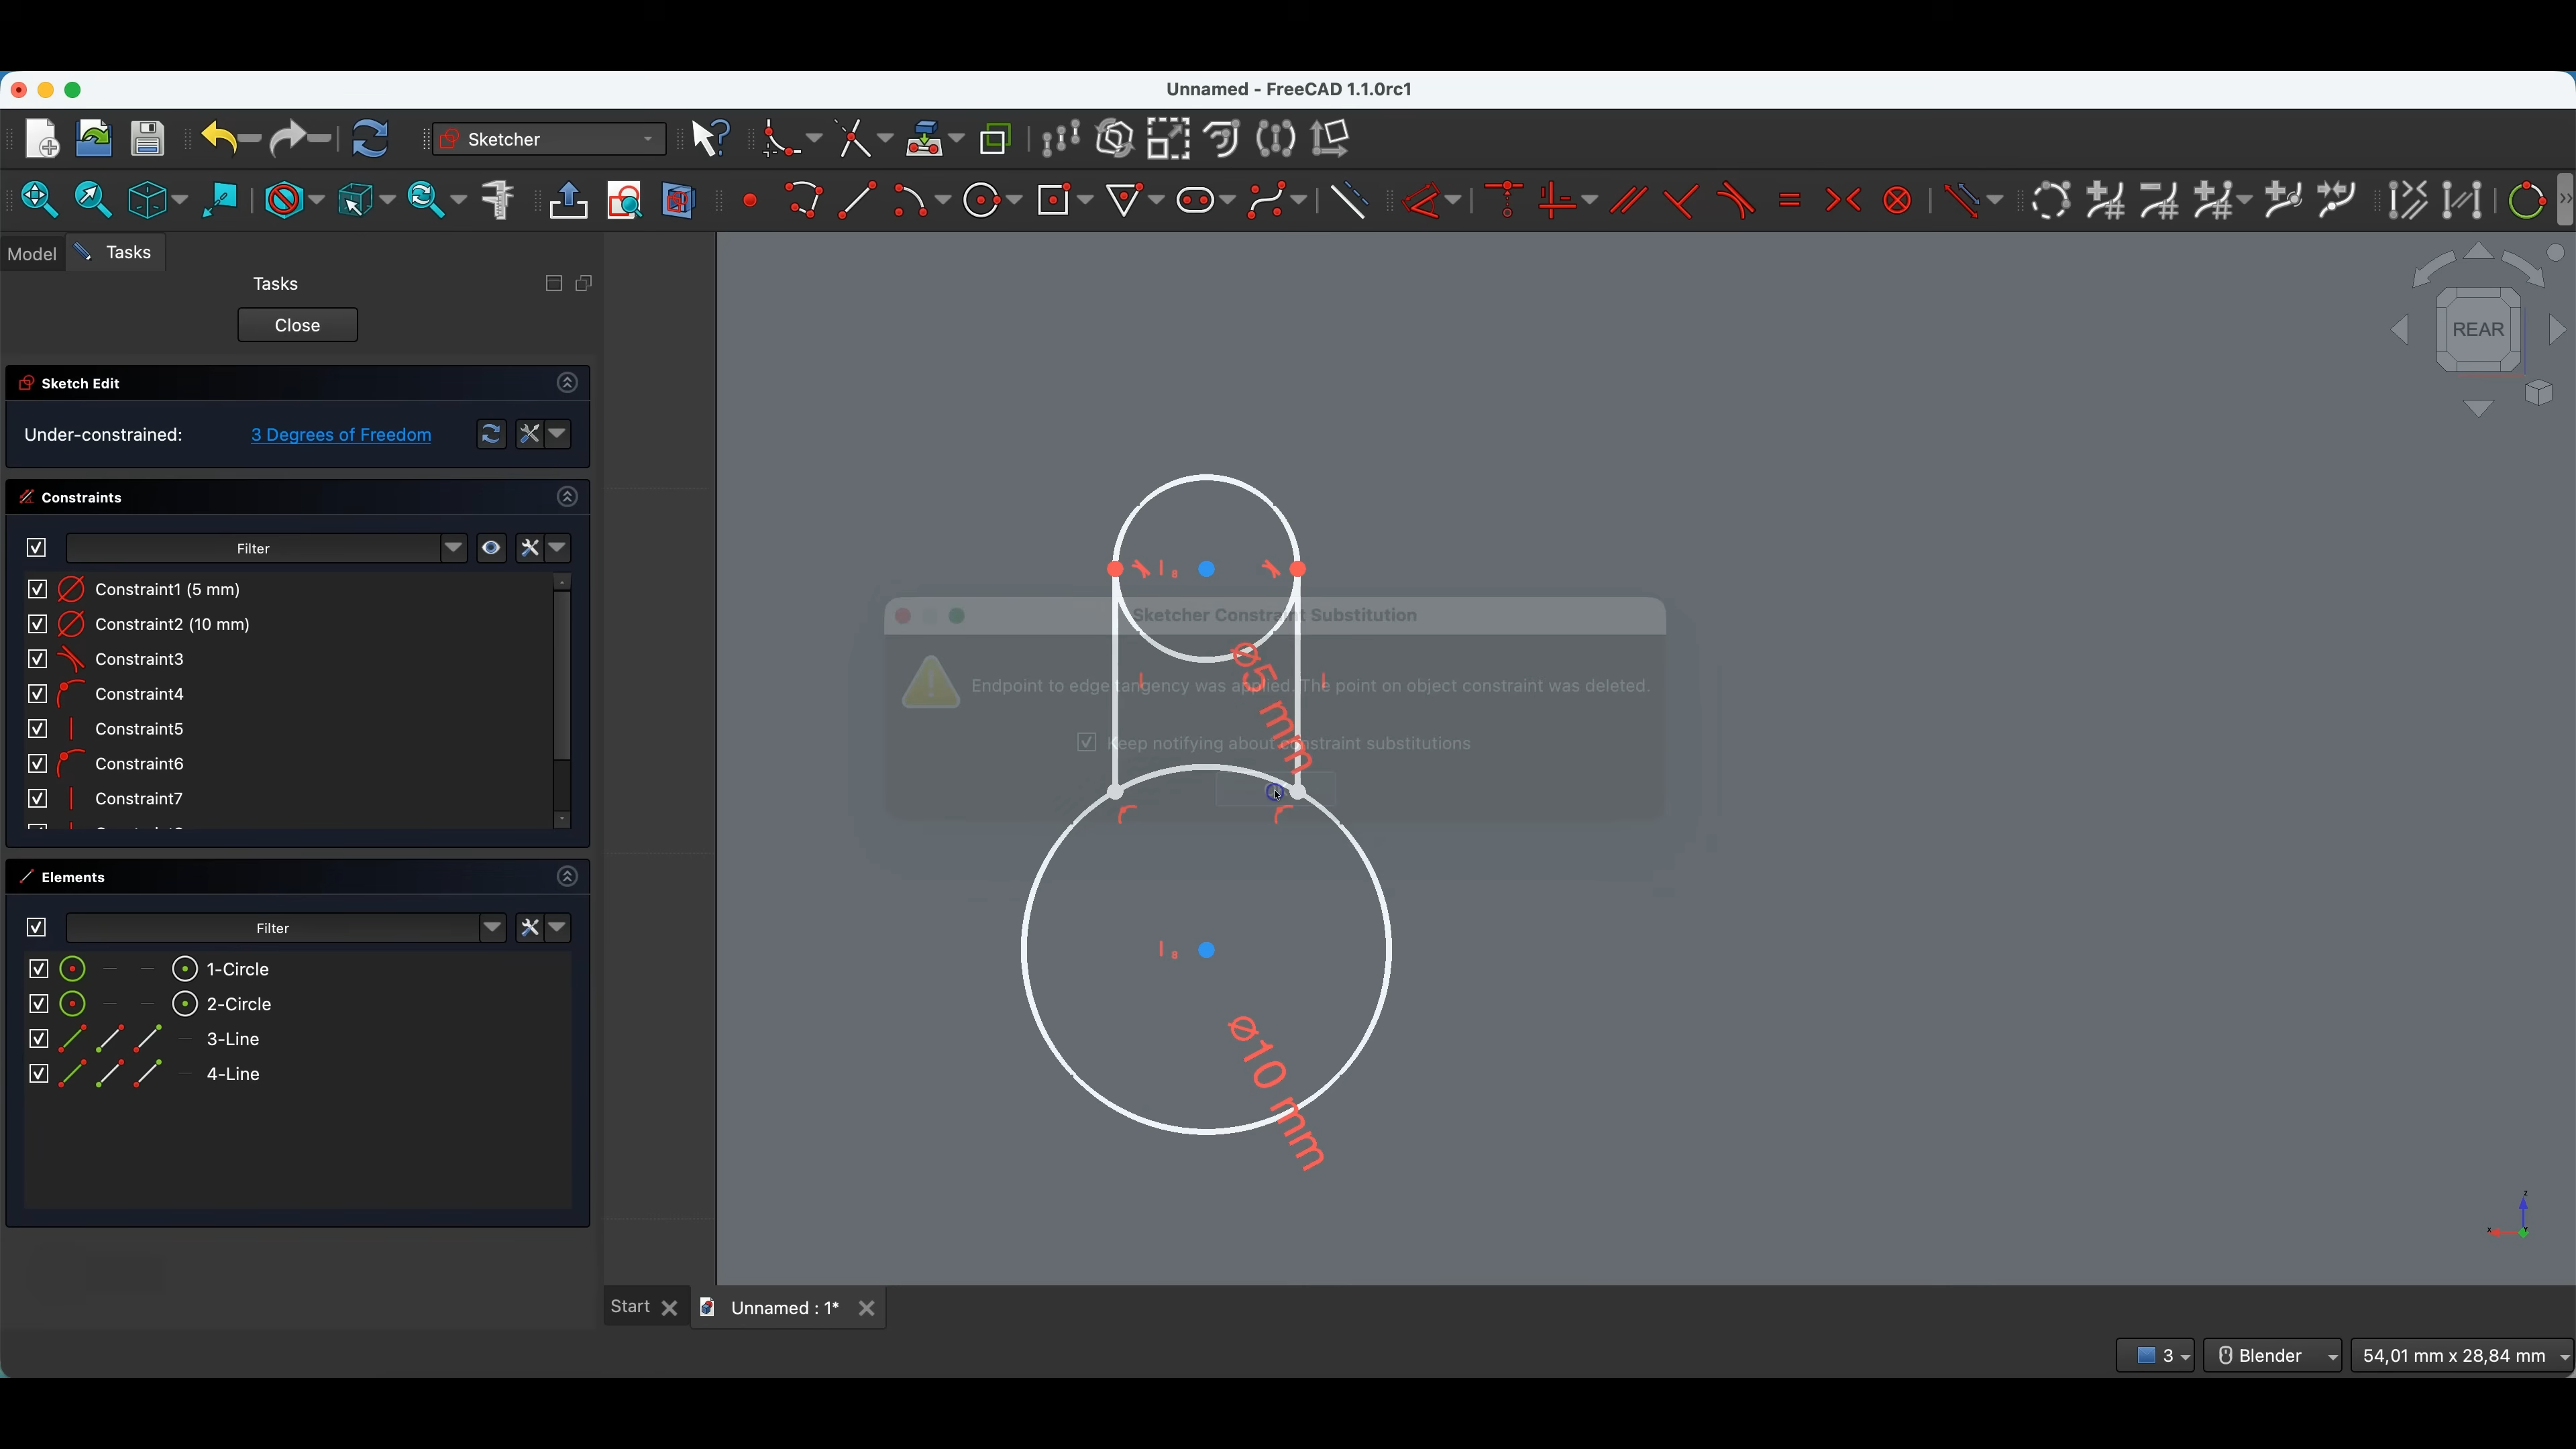 Unnamed - FreeCAD 1.1.0rc1
Sketcher
Model
Tasks
Tasks
Close
REAR
Sketch Edit
Under-constrained: 3 Degrees of Freedom
Constraints
Filter
Constraint1 (5 mm)
Constraint2 (10 mm)
Constraint3
Constraint4
Constraint5
Constraint6
Constraint7
Sketcher Constraint Substitution
Endpoint to edge tangency was applied. The point on object constraint was deleted.
Keep notifying about constraint substitutions
8
⌀5 mm
8
⌀10 mm
Elements
Filter
1-Circle
2-Circle
3-Line
4-Line
z
x
Y
Start
Unnamed : 1*
3
Blender
54,01 mm x 28,84 mm